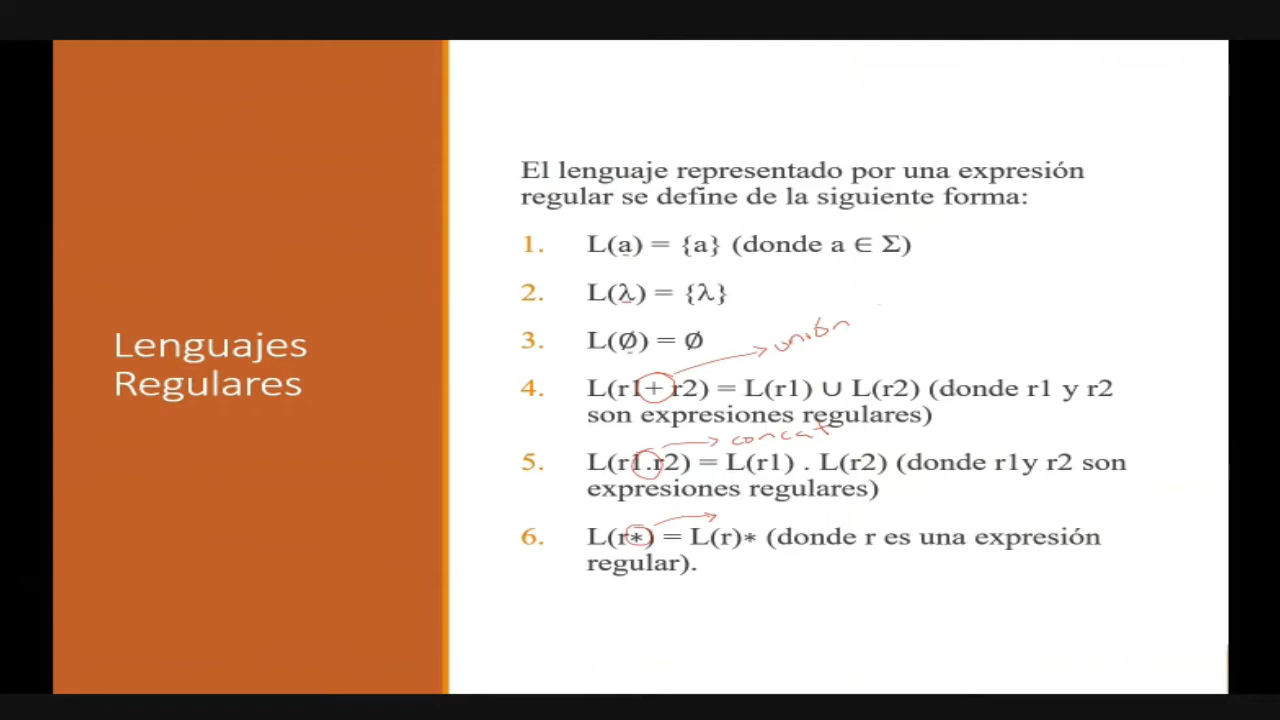 Lenguajes
Regulares
El lenguaje representado por una expresión
regular se define de la siguiente forma:
1. L(a) = {a} (donde a ∈ Σ)
2. L(λ) = {λ}
3. L(Ø) = Ø
unión
4. L(r1+ r2) = L(r1) ∪ L(r2) (donde r1 y r2
son expresiones regulares)
concat
5. L(r1.r2) = L(r1) . L(r2) (donde r1y r2 son
expresiones regulares)
6. L(r*) = L(r)* (donde r es una expresión
regular).